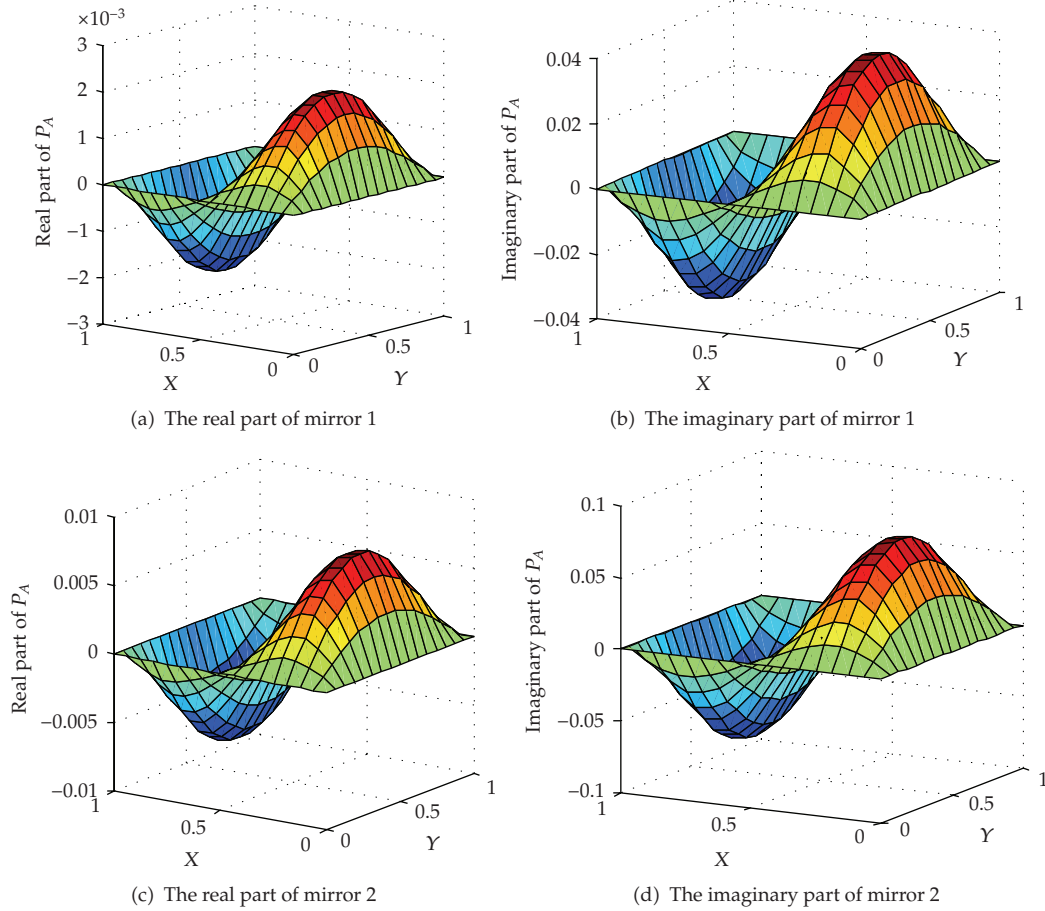 ×10−3
3
2
1
0
−1
−2
−3
Real part of PA
1
0.5
0
X
0
0.5
1
Y
(a) The real part of mirror 1
0.04
0.02
0
−0.02
−0.04
Imaginary part of PA
1
0.5
0
X
0
0.5
1
Y
(b) The imaginary part of mirror 1
0.01
0.005
0
−0.005
−0.01
Real part of PA
1
0.5
0
X
0
0.5
1
Y
(c) The real part of mirror 2
0.1
0.05
0
−0.05
−0.1
Imaginary part of PA
1
0.5
0
X
0
0.5
1
Y
(d) The imaginary part of mirror 2